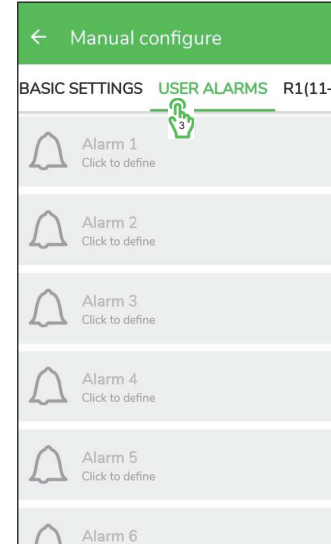 Manual configure
BASIC SETTINGS USER ALARMS R1(11-
3
Alarm 1
Click to define
Alarm 2
Click to define
Alarm 3
Click to define
Alarm 4
Click to define
Alarm 5
Click to define
Alarm 6